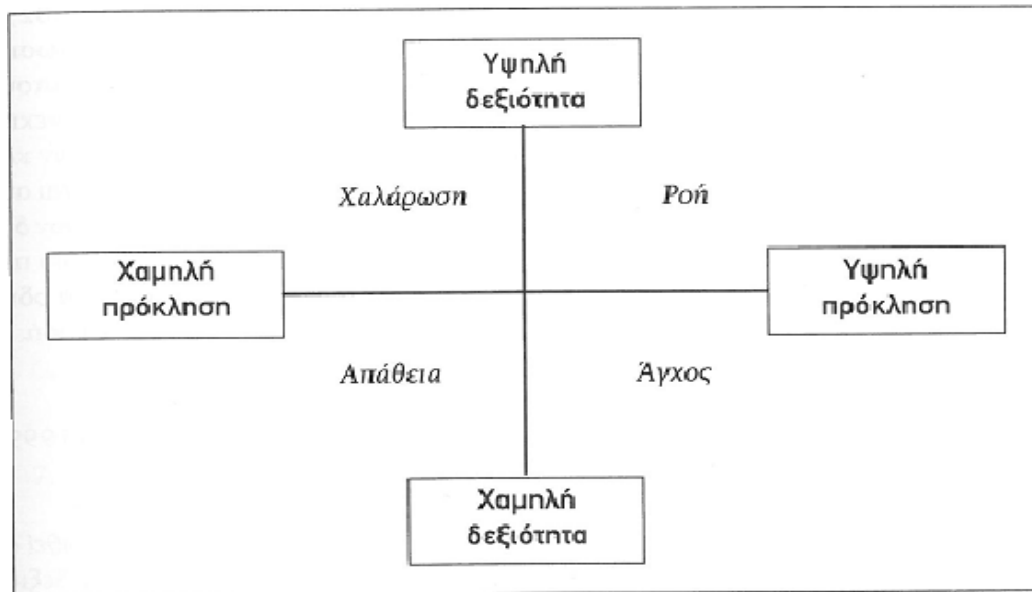 Υψηλή
δεξιότητα
Χαλάρωση
Ροή
Χαμηλή
πρόκληση
Υψηλή
πρόκληση
Απάθεια
Άγχος
Χαμηλή
δεξιότητα